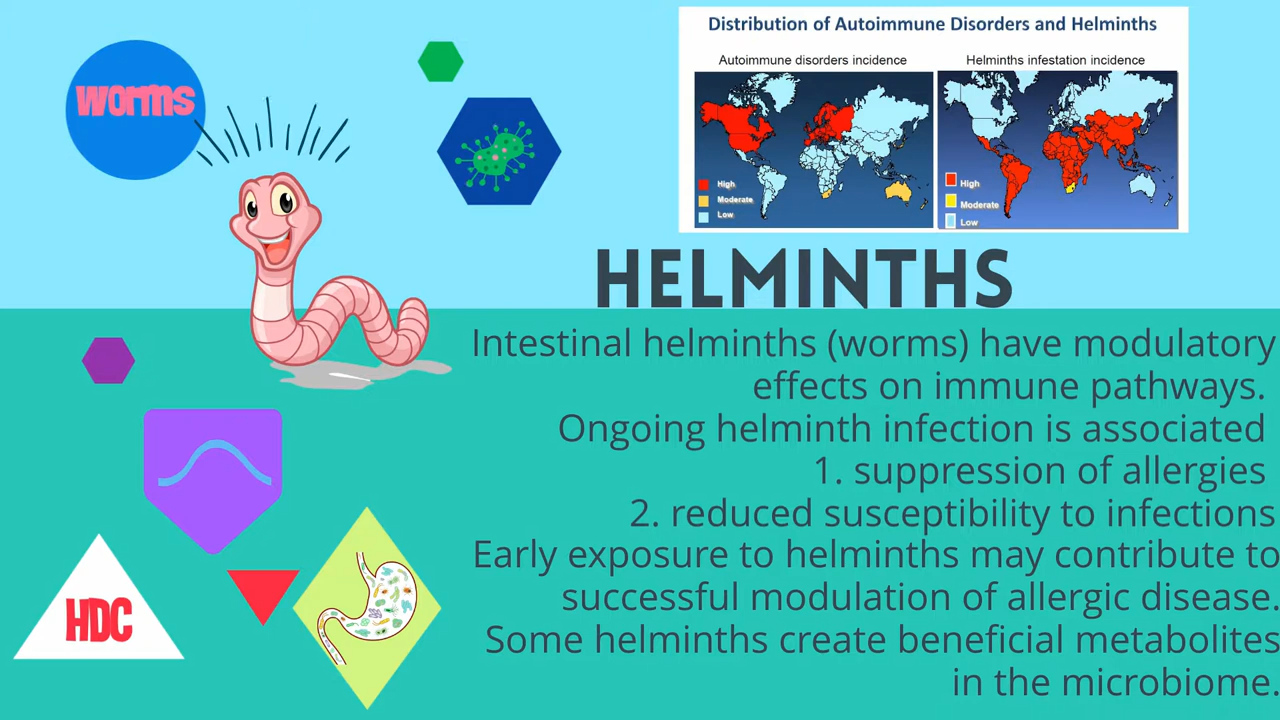 worms
Distribution of Autoimmune Disorders and Helminths
Autoimmune disorders incidence
Helminths infestation incidence
High
Moderate
Low
High
Moderate
Low
HELMINTHS
Intestinal helminths (worms) have modulatory
effects on immune pathways.
Ongoing helminth infection is associated
1. suppression of allergies
2. reduced susceptibility to infections
Early exposure to helminths may contribute to
successful modulation of allergic disease.
Some helminths create beneficial metabolites
in the microbiome.
HDC